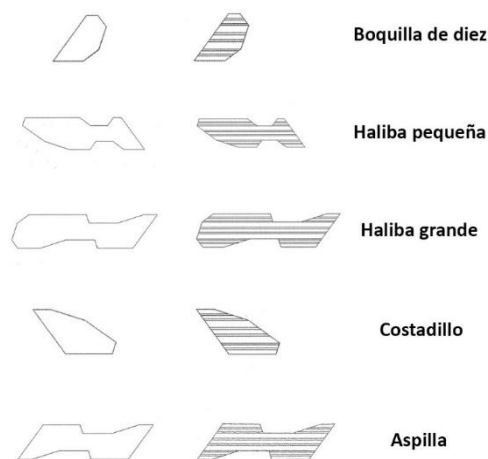 Boquilla de diez
Haliba pequeña
Haliba grande
Costadillo
Aspilla